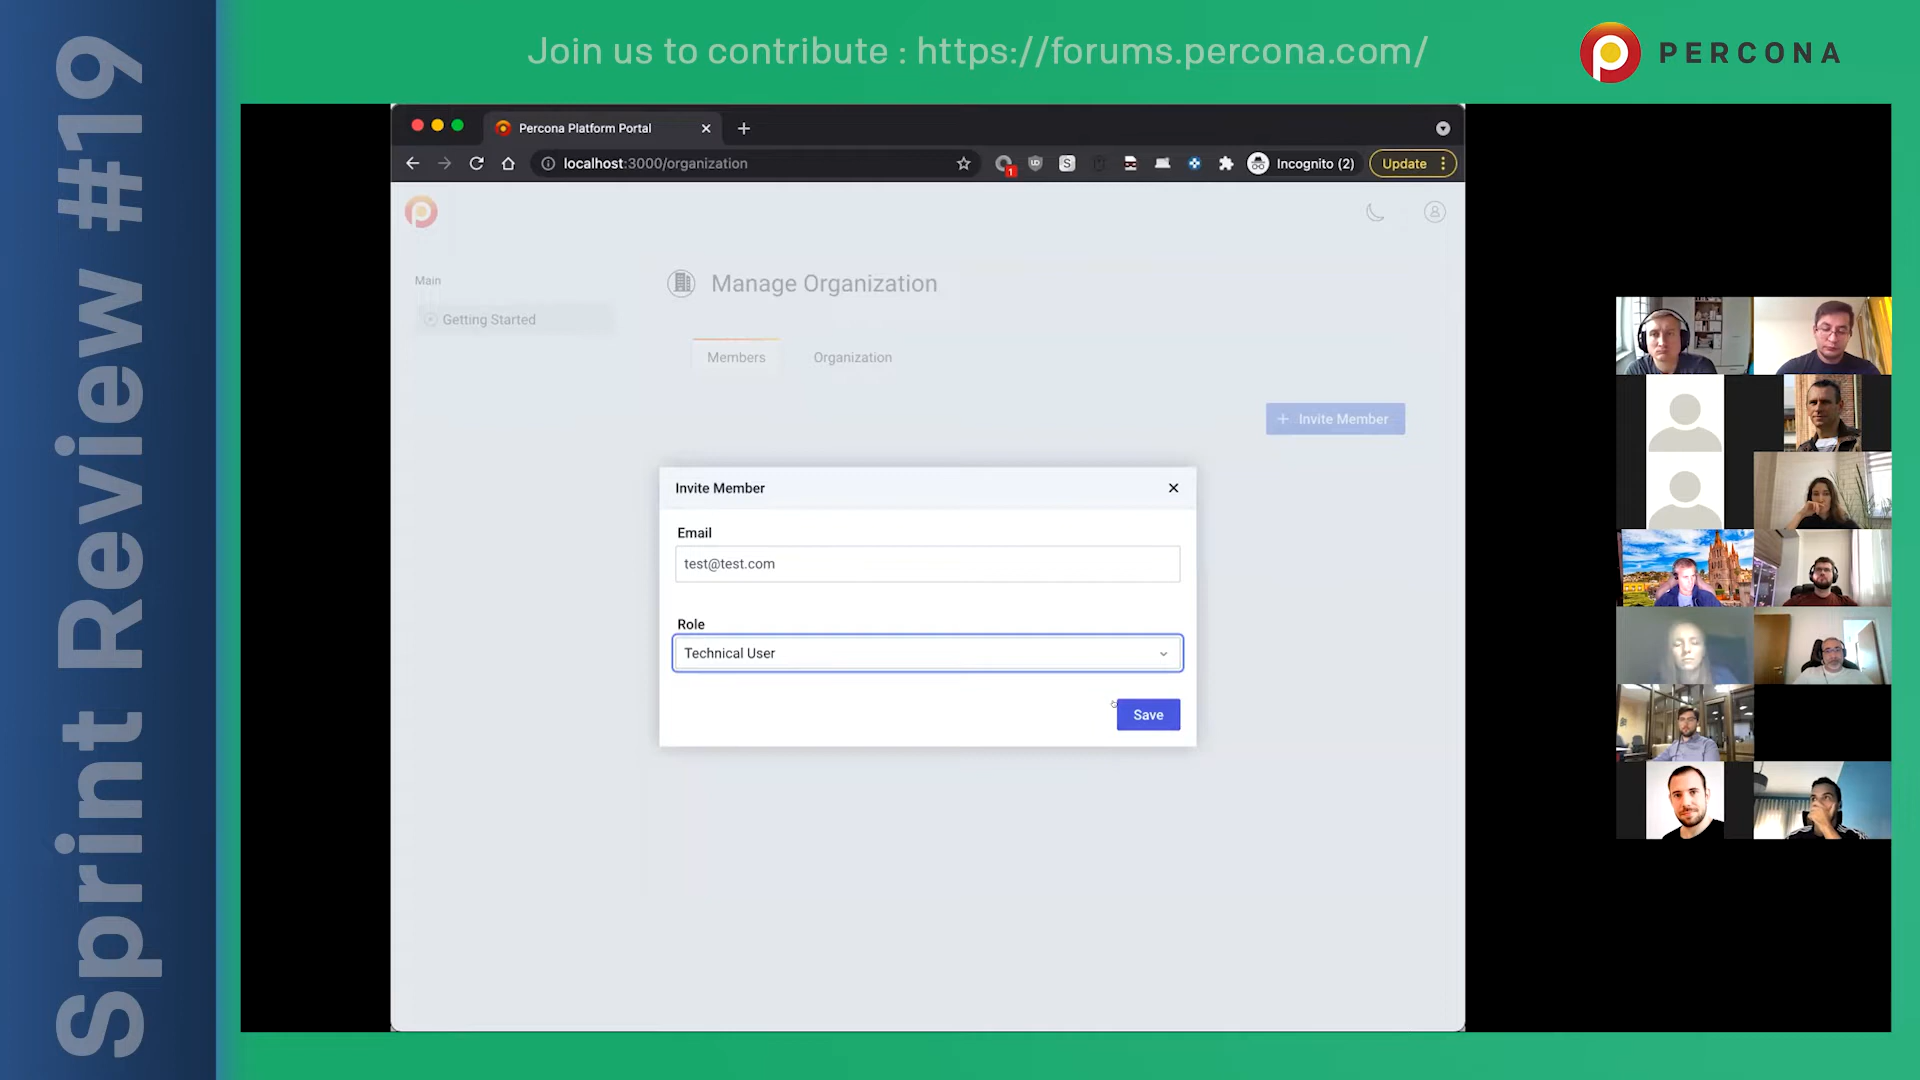 Sprint Review #19
Join us to contribute : https://forums.percona.com/
PERCONA
Percona Platform Portal
localhost:3000/organization
1
S
Incognito (2)
Update
Main
Getting Started
Manage Organization
Members
Organization
+ Invite Member
Invite Member
Email
test@test.com
Role
Technical User
Save